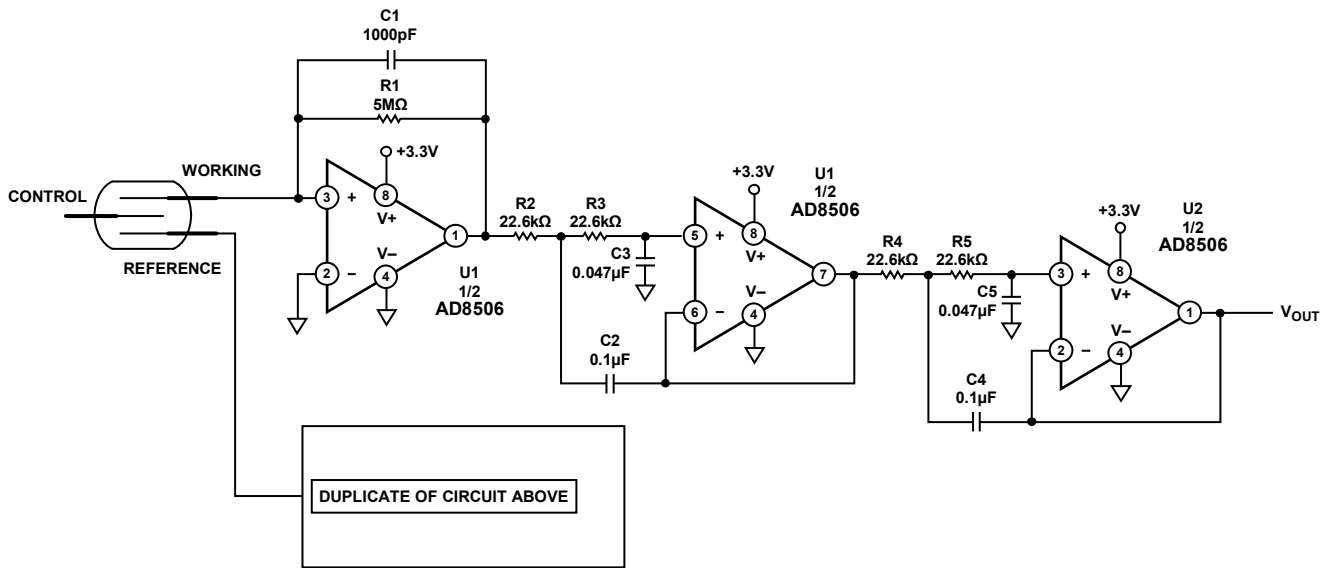 C1
1000pF
R1
5MΩ
+3.3V
WORKING
CONTROL
REFERENCE
3
+
8
V+
1
2
−
V−
4
U1
1/2
AD8506
R2
22.6kΩ
R3
22.6kΩ
C3
0.047µF
C2
0.1µF
+3.3V
U1
1/2
AD8506
5
+
8
V+
7
6
−
V−
4
R4
22.6kΩ
R5
22.6kΩ
C5
0.047µF
C4
0.1µF
+3.3V
U2
1/2
AD8506
3
+
8
V+
1
2
−
V−
4
VOUT
DUPLICATE OF CIRCUIT ABOVE